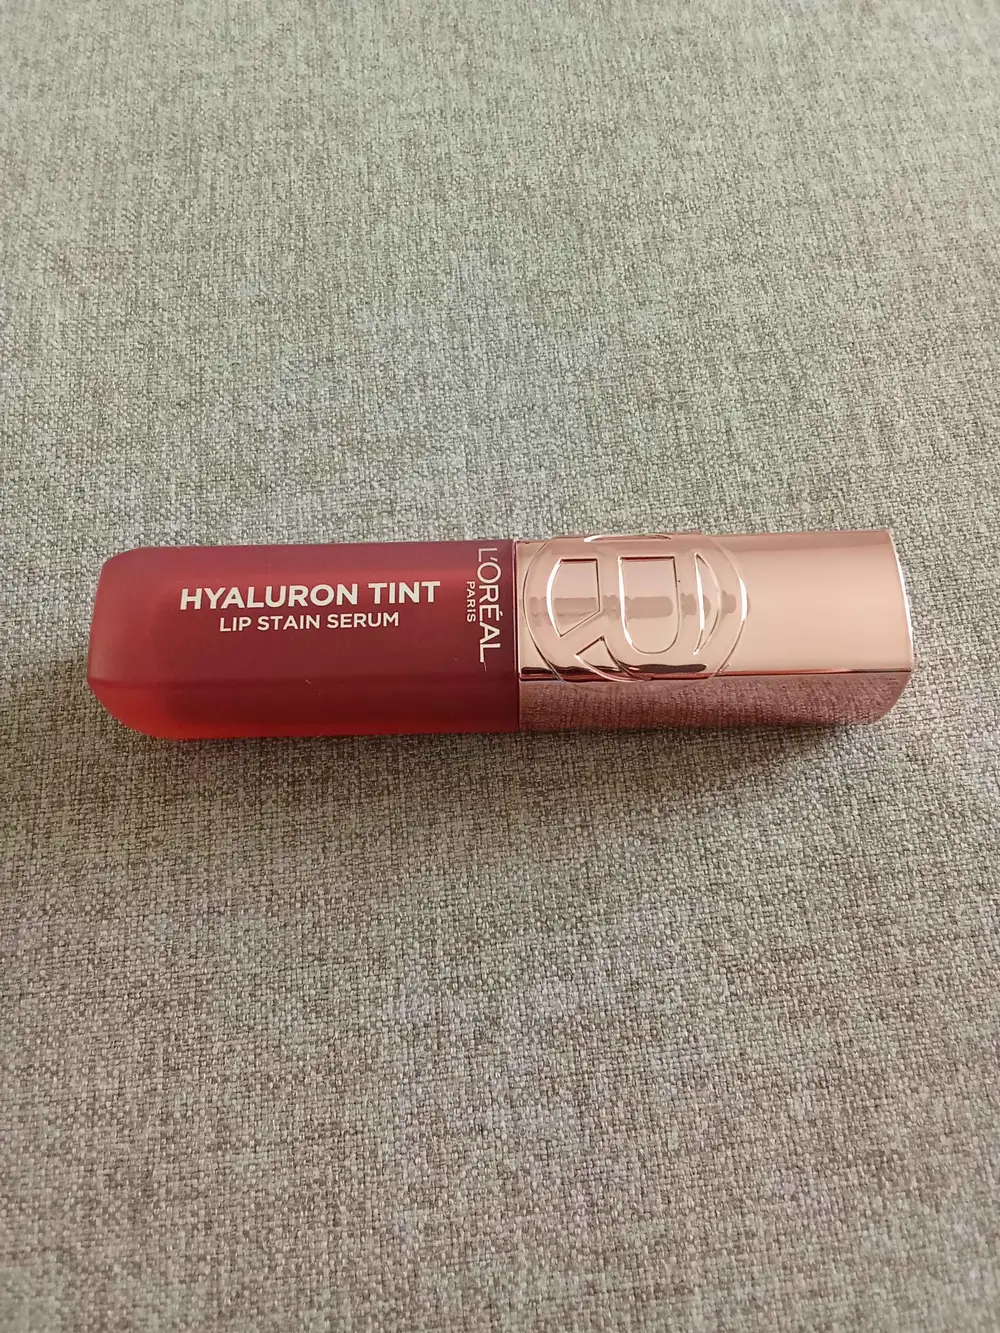 HYALURON TINT
LIP STAIN SERUM
L'ORÉAL
PARIS